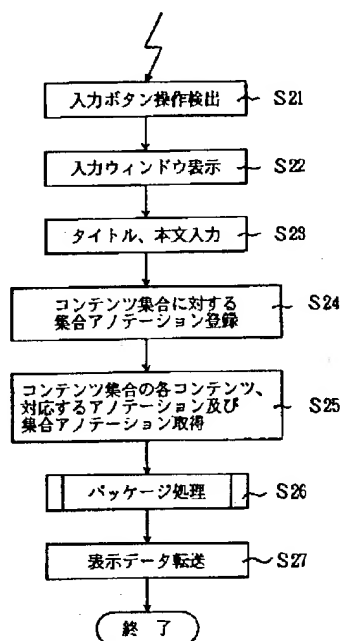 入力ボタン操作検出 S21
入力ウィンドウ表示 S22
タイトル、本文入力 S23
コンテンツ集合に対する
集合アノテーション登録 S24
コンテンツ集合の各コンテンツ、
対応するアノテーション及び
集合アノテーション取得 S25
パッケージ処理 S26
表示データ転送 S27
終了